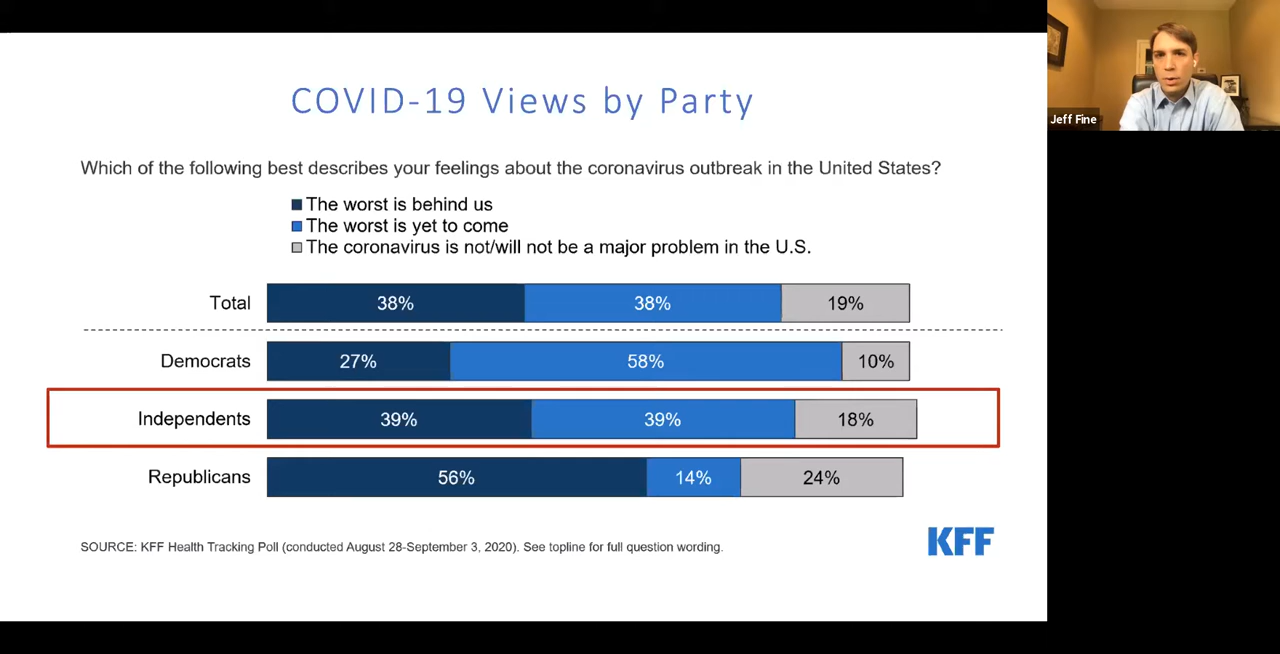 COVID-19 Views by Party
Jeff Fine
Which of the following best describes your feelings about the coronavirus outbreak in the United States?
The worst is behind us
The worst is yet to come
The coronavirus is not/will not be a major problem in the U.S.
Total 38% 38% 19%
Democrats 27% 58% 10%
Independents 39% 39% 18%
Republicans 56% 14% 24%
SOURCE: KFF Health Tracking Poll (conducted August 28-September 3, 2020). See topline for full question wording.
KFF